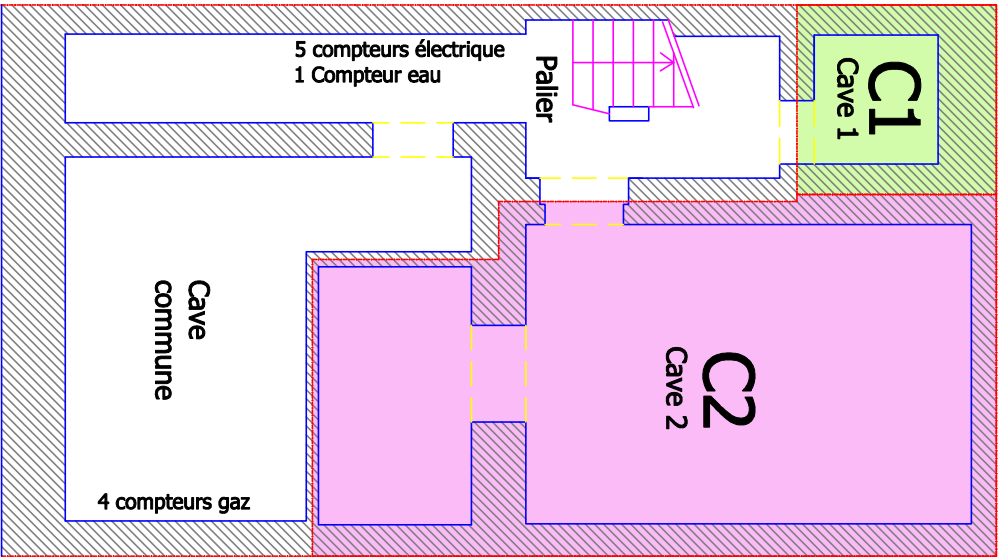 5 compteurs électrique
1 Compteur eau
Palier
C1
Cave 1
Cave
commune
C2
Cave 2
4 compteurs gaz